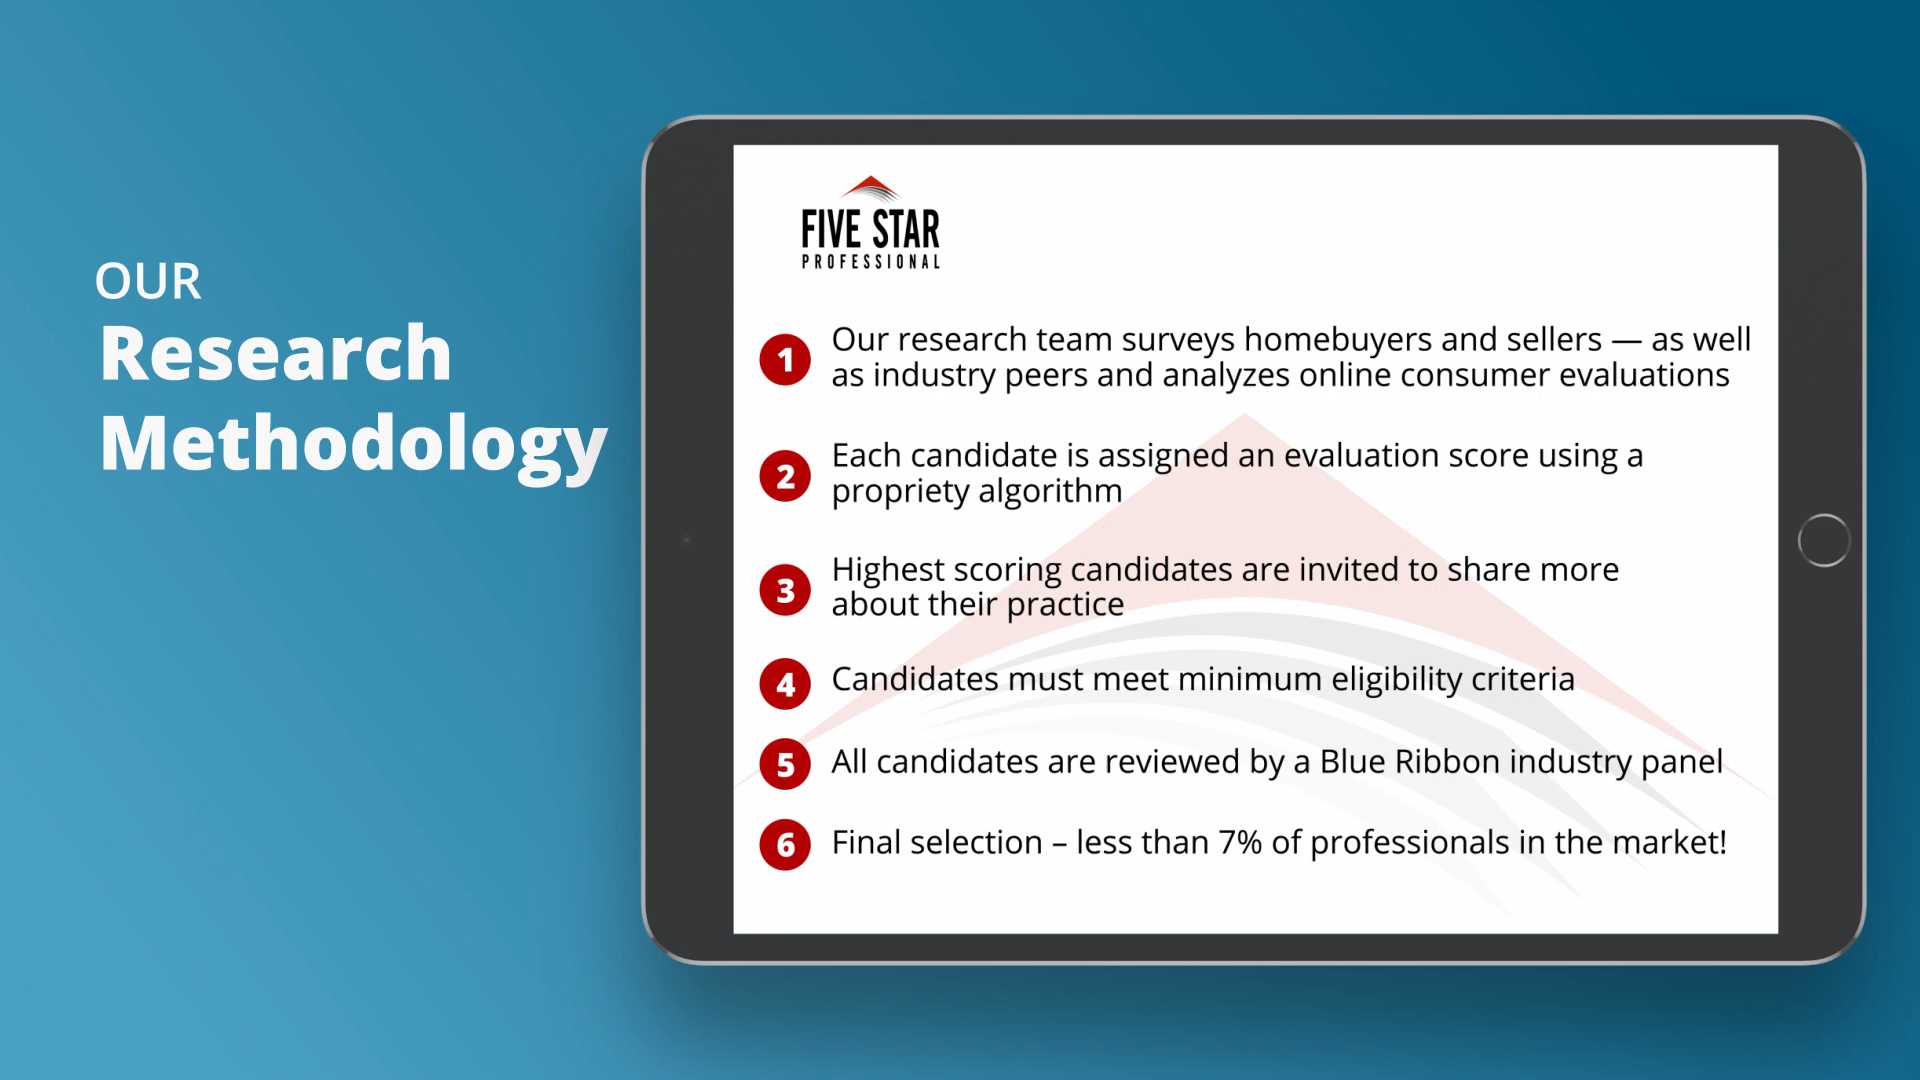 OUR
Research
Methodology
FIVE STAR
PROFESSIONAL
1 Our research team surveys homebuyers and sellers — as well
as industry peers and analyzes online consumer evaluations
2 Each candidate is assigned an evaluation score using a
propriety algorithm
3 Highest scoring candidates are invited to share more
about their practice
4 Candidates must meet minimum eligibility criteria
5 All candidates are reviewed by a Blue Ribbon industry panel
6 Final selection – less than 7% of professionals in the market!